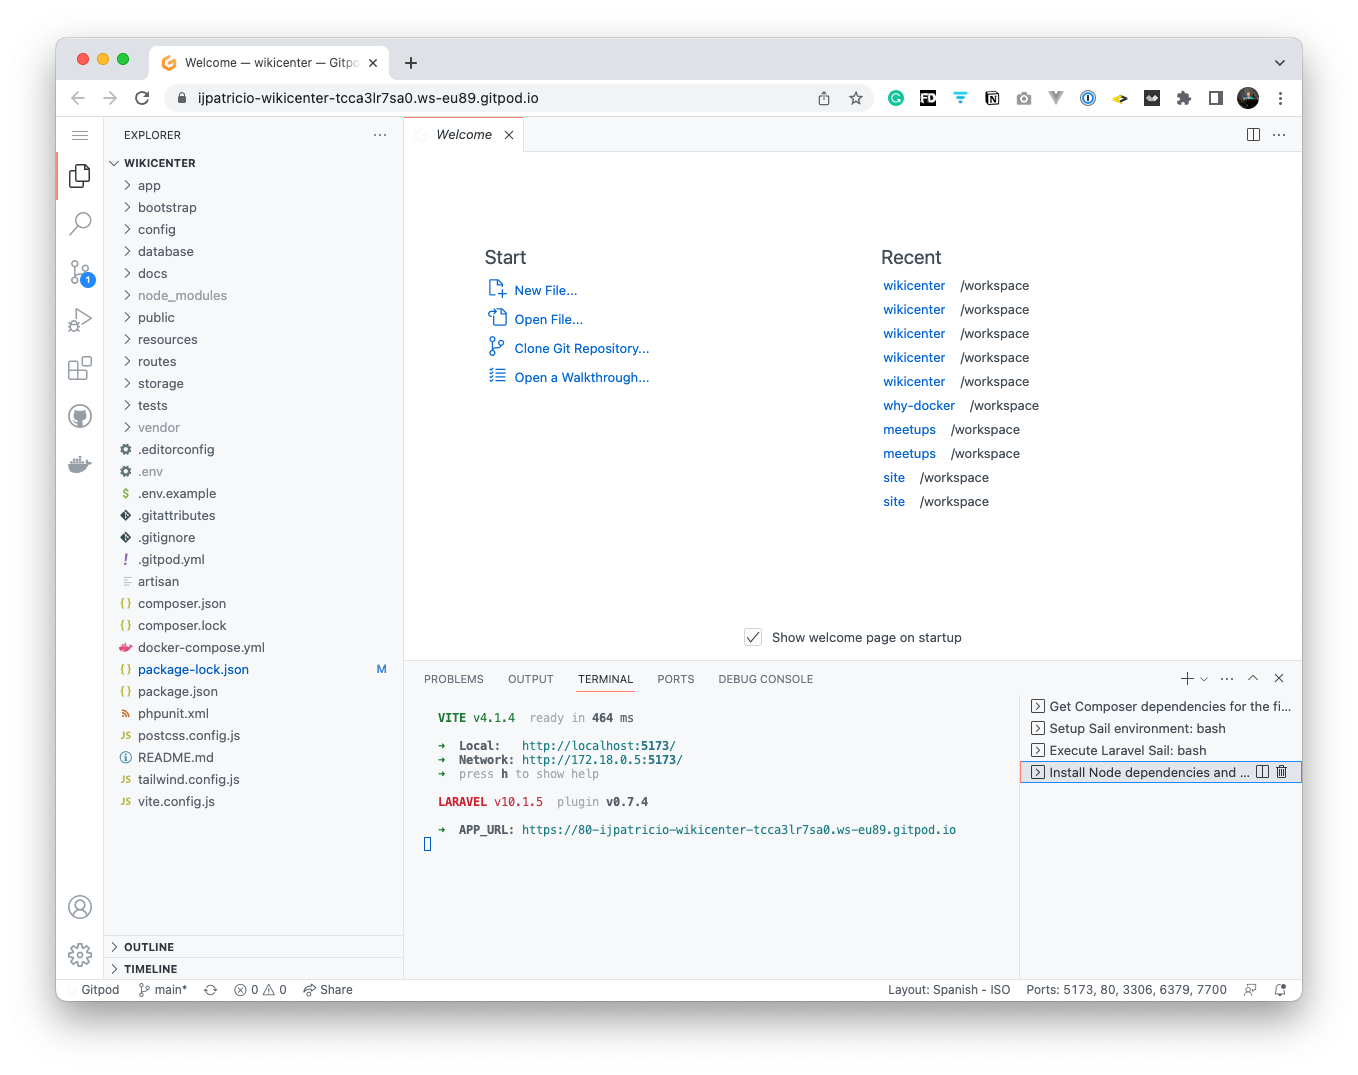 Welcome — wikicenter — Gitpo
ijpatricio-wikicenter-tcca3lr7sa0.ws-eu89.gitpod.io
FD
EXPLORER
WIKICENTER
app
bootstrap
config
database
docs
node_modules
public
resources
routes
storage
tests
vendor
.editorconfig
.env
$ .env.example
.gitattributes
.gitignore
! .gitpod.yml
artisan
{} composer.json
{} composer.lock
docker-compose.yml
{} package-lock.json M
{} package.json
phpunit.xml
JS postcss.config.js
README.md
JS tailwind.config.js
JS vite.config.js
OUTLINE
TIMELINE
1
Welcome
Start
New File...
Open File...
Clone Git Repository...
Open a Walkthrough...
Recent
wikicenter /workspace
wikicenter /workspace
wikicenter /workspace
wikicenter /workspace
wikicenter /workspace
why-docker /workspace
meetups /workspace
meetups /workspace
site /workspace
site /workspace
Show welcome page on startup
PROBLEMS OUTPUT TERMINAL PORTS DEBUG CONSOLE
VITE v4.1.4 ready in 464 ms
➜ Local: http://localhost:5173/
➜ Network: http://172.18.0.5:5173/
➜ press h to show help
LARAVEL v10.1.5 plugin v0.7.4
➜ APP_URL: https://80-ijpatricio-wikicenter-tcca3lr7sa0.ws-eu89.gitpod.io
Get Composer dependencies for the fi...
Setup Sail environment: bash
Execute Laravel Sail: bash
Install Node dependencies and ...
Gitpod main* 0 0 Share
Layout: Spanish - ISO Ports: 5173, 80, 3306, 6379, 7700